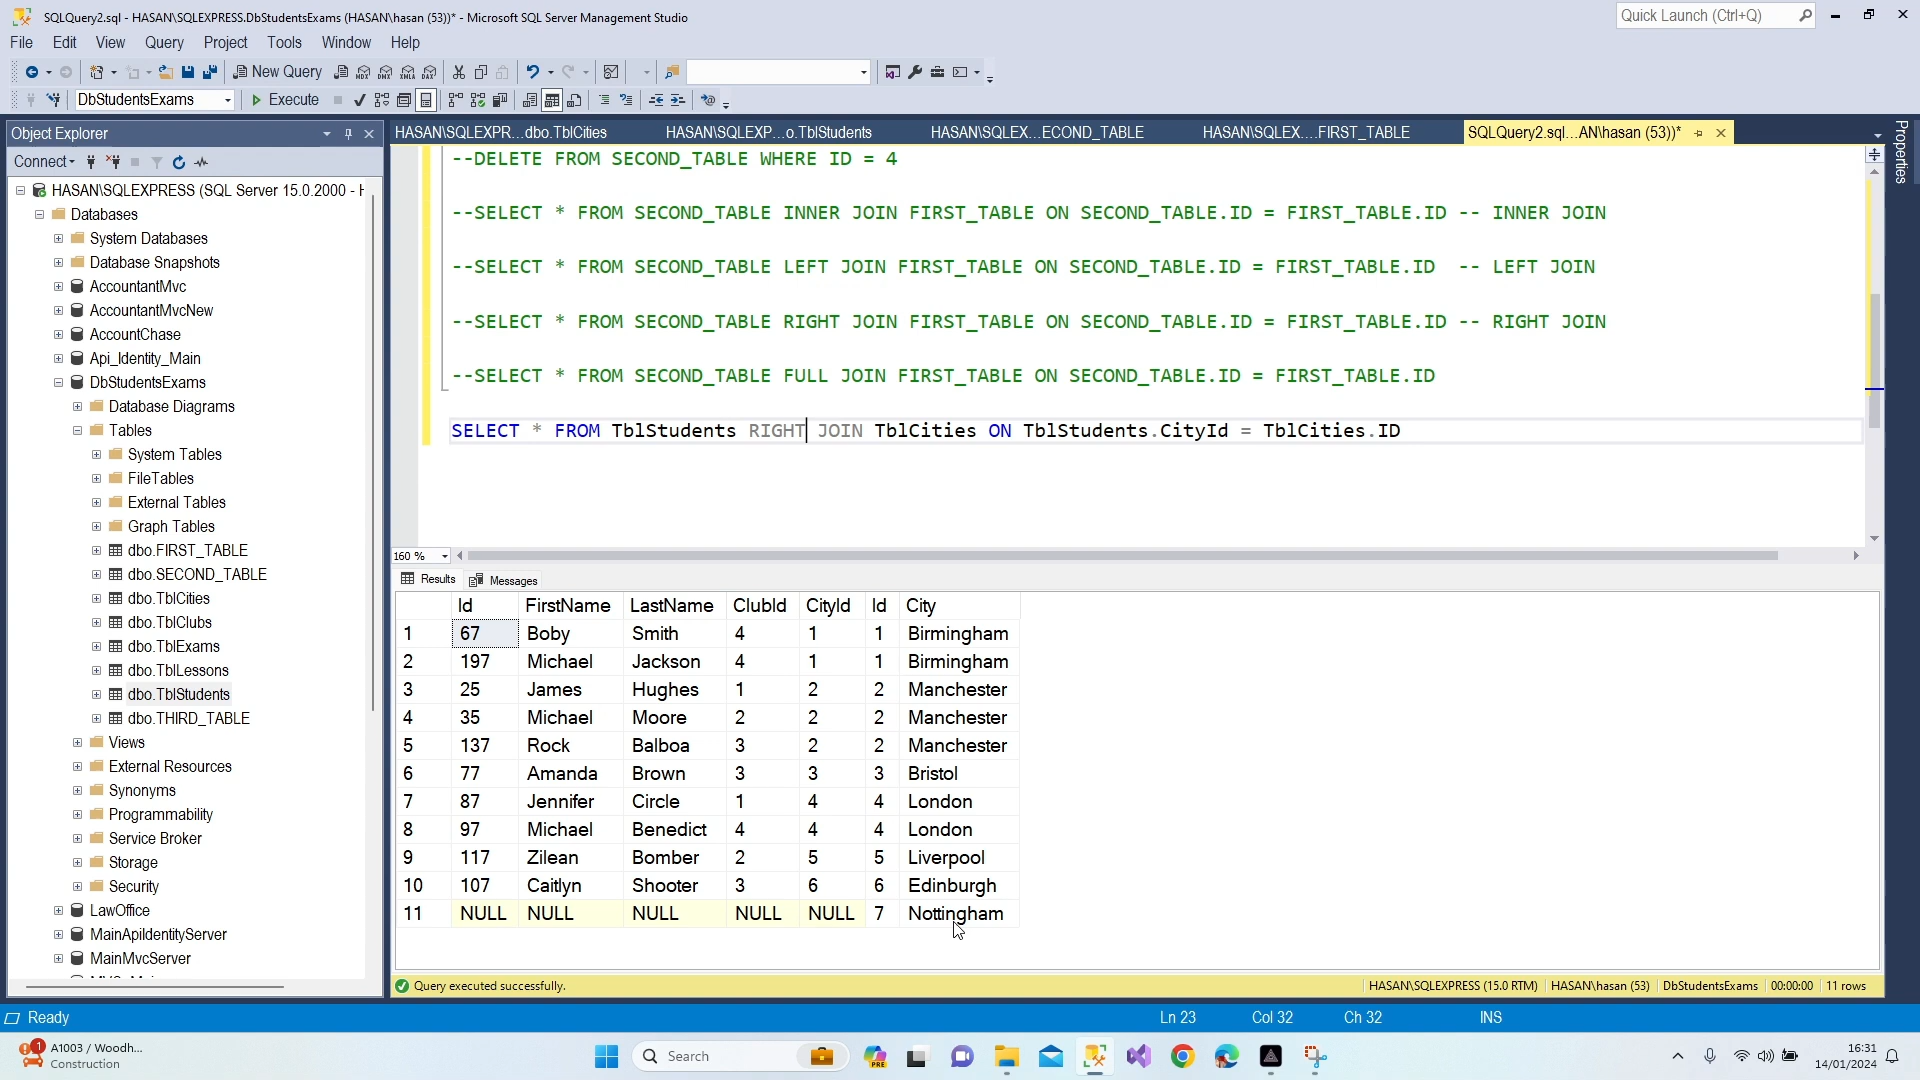 SQLQuery2.sql - HASAN\SQLEXPRESS.DbStudentsExams (HASAN\hasan (53))* - Microsoft SQL Server Management Studio
Quick Launch (Ctrl+Q)
File Edit View Query Project Tools Window Help
New Query
DbStudentsExams Execute
Object Explorer
HASAN\SQLEXPR...dbo.TblCities HASAN\SQLEXP...o.TblStudents HASAN\SQLEX...ECOND_TABLE HASAN\SQLEX....FIRST_TABLE SQLQuery2.sql...AN\hasan (53))*
Properties
Connect
HASAN\SQLEXPRESS (SQL Server 15.0.2000 - H
Databases
System Databases
Database Snapshots
AccountantMvc
AccountantMvcNew
AccountChase
Api_Identity_Main
DbStudentsExams
Database Diagrams
Tables
System Tables
FileTables
External Tables
Graph Tables
dbo.FIRST_TABLE
dbo.SECOND_TABLE
dbo.TblCities
dbo.TblClubs
dbo.TblExams
dbo.TblLessons
dbo.TblStudents
dbo.THIRD_TABLE
Views
External Resources
Synonyms
Programmability
Service Broker
Storage
Security
LawOffice
MainApiIdentityServer
MainMvcServer
--DELETE FROM SECOND_TABLE WHERE ID = 4
--SELECT * FROM SECOND_TABLE INNER JOIN FIRST_TABLE ON SECOND_TABLE.ID = FIRST_TABLE.ID -- INNER JOIN
--SELECT * FROM SECOND_TABLE LEFT JOIN FIRST_TABLE ON SECOND_TABLE.ID = FIRST_TABLE.ID  -- LEFT JOIN
--SELECT * FROM SECOND_TABLE RIGHT JOIN FIRST_TABLE ON SECOND_TABLE.ID = FIRST_TABLE.ID -- RIGHT JOIN
--SELECT * FROM SECOND_TABLE FULL JOIN FIRST_TABLE ON SECOND_TABLE.ID = FIRST_TABLE.ID
SELECT * FROM TblStudents RIGHT JOIN TblCities ON TblStudents.CityId = TblCities.ID
160 %
Results Messages
Id FirstName LastName ClubId CityId Id City
1 67 Boby Smith 4 1 1 Birmingham
2 197 Michael Jackson 4 1 1 Birmingham
3 25 James Hughes 1 2 2 Manchester
4 35 Michael Moore 2 2 2 Manchester
5 137 Rock Balboa 3 2 2 Manchester
6 77 Amanda Brown 3 3 3 Bristol
7 87 Jennifer Circle 1 4 4 London
8 97 Michael Benedict 4 4 4 London
9 117 Zilean Bomber 2 5 5 Liverpool
10 107 Caitlyn Shooter 3 6 6 Edinburgh
11 NULL NULL NULL NULL NULL 7 Nottingham
Query executed successfully. HASAN\SQLEXPRESS (15.0 RTM) HASAN\hasan (53) DbStudentsExams 00:00:00 11 rows
Ready Ln 23 Col 32 Ch 32 INS
1 A1003 / Woodh...
Construction
Search
PRE
16:31
14/01/2024